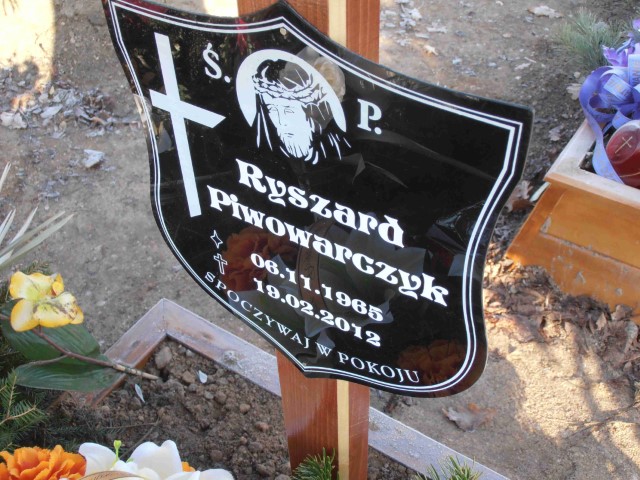 Ś. P.
Ryszard
Piwowarczyk
06.11.1965
19.02.2012
SPOCZYWAJ W POKOJU